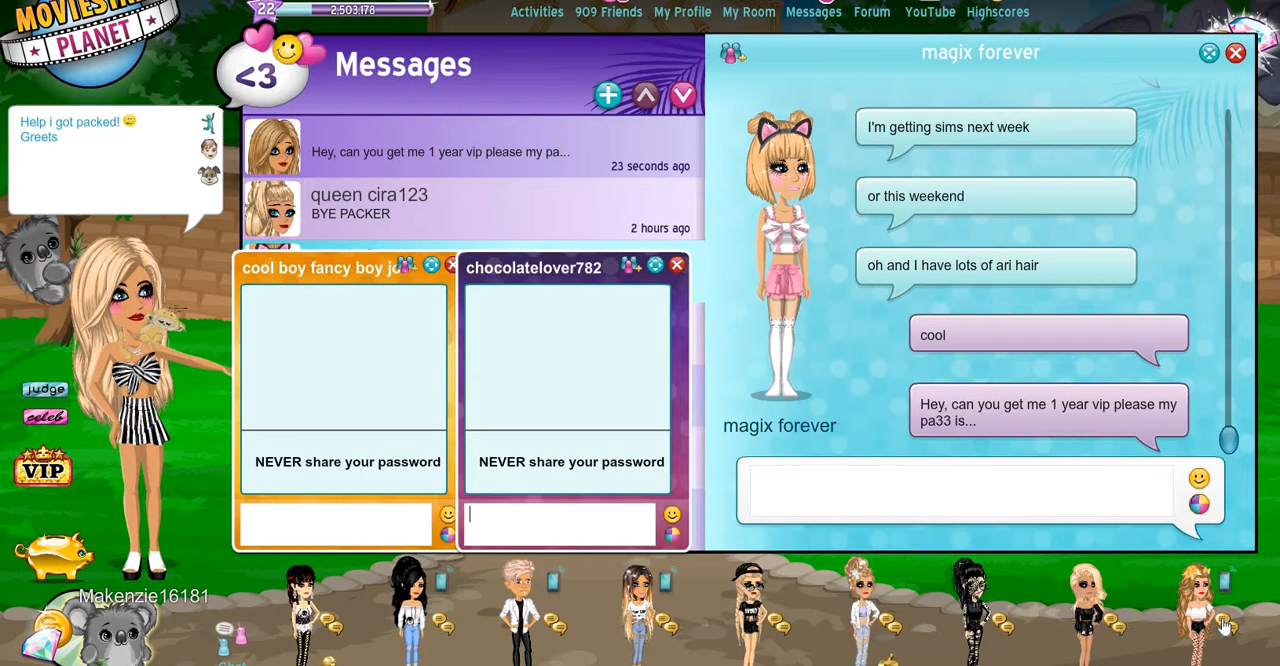 MOVIESTAR
PLANET
22
2,503,178
Activities
909 Friends
My Profile
My Room
Messages
Forum
YouTube
Highscores
<3
Messages
magix forever
Help i got packed!
Greets
Hey, can you get me 1 year vip please my pa...
23 seconds ago
queen cira123
BYE PACKER
2 hours ago
I'm getting sims next week
or this weekend
oh and I have lots of ari hair
cool
Hey, can you get me 1 year vip please my
pa33 is...
magix forever
cool boy fancy boy jo
NEVER share your password
chocolatelover782
NEVER share your password
judge
celeb
VIP
Makenzie16181
Chat